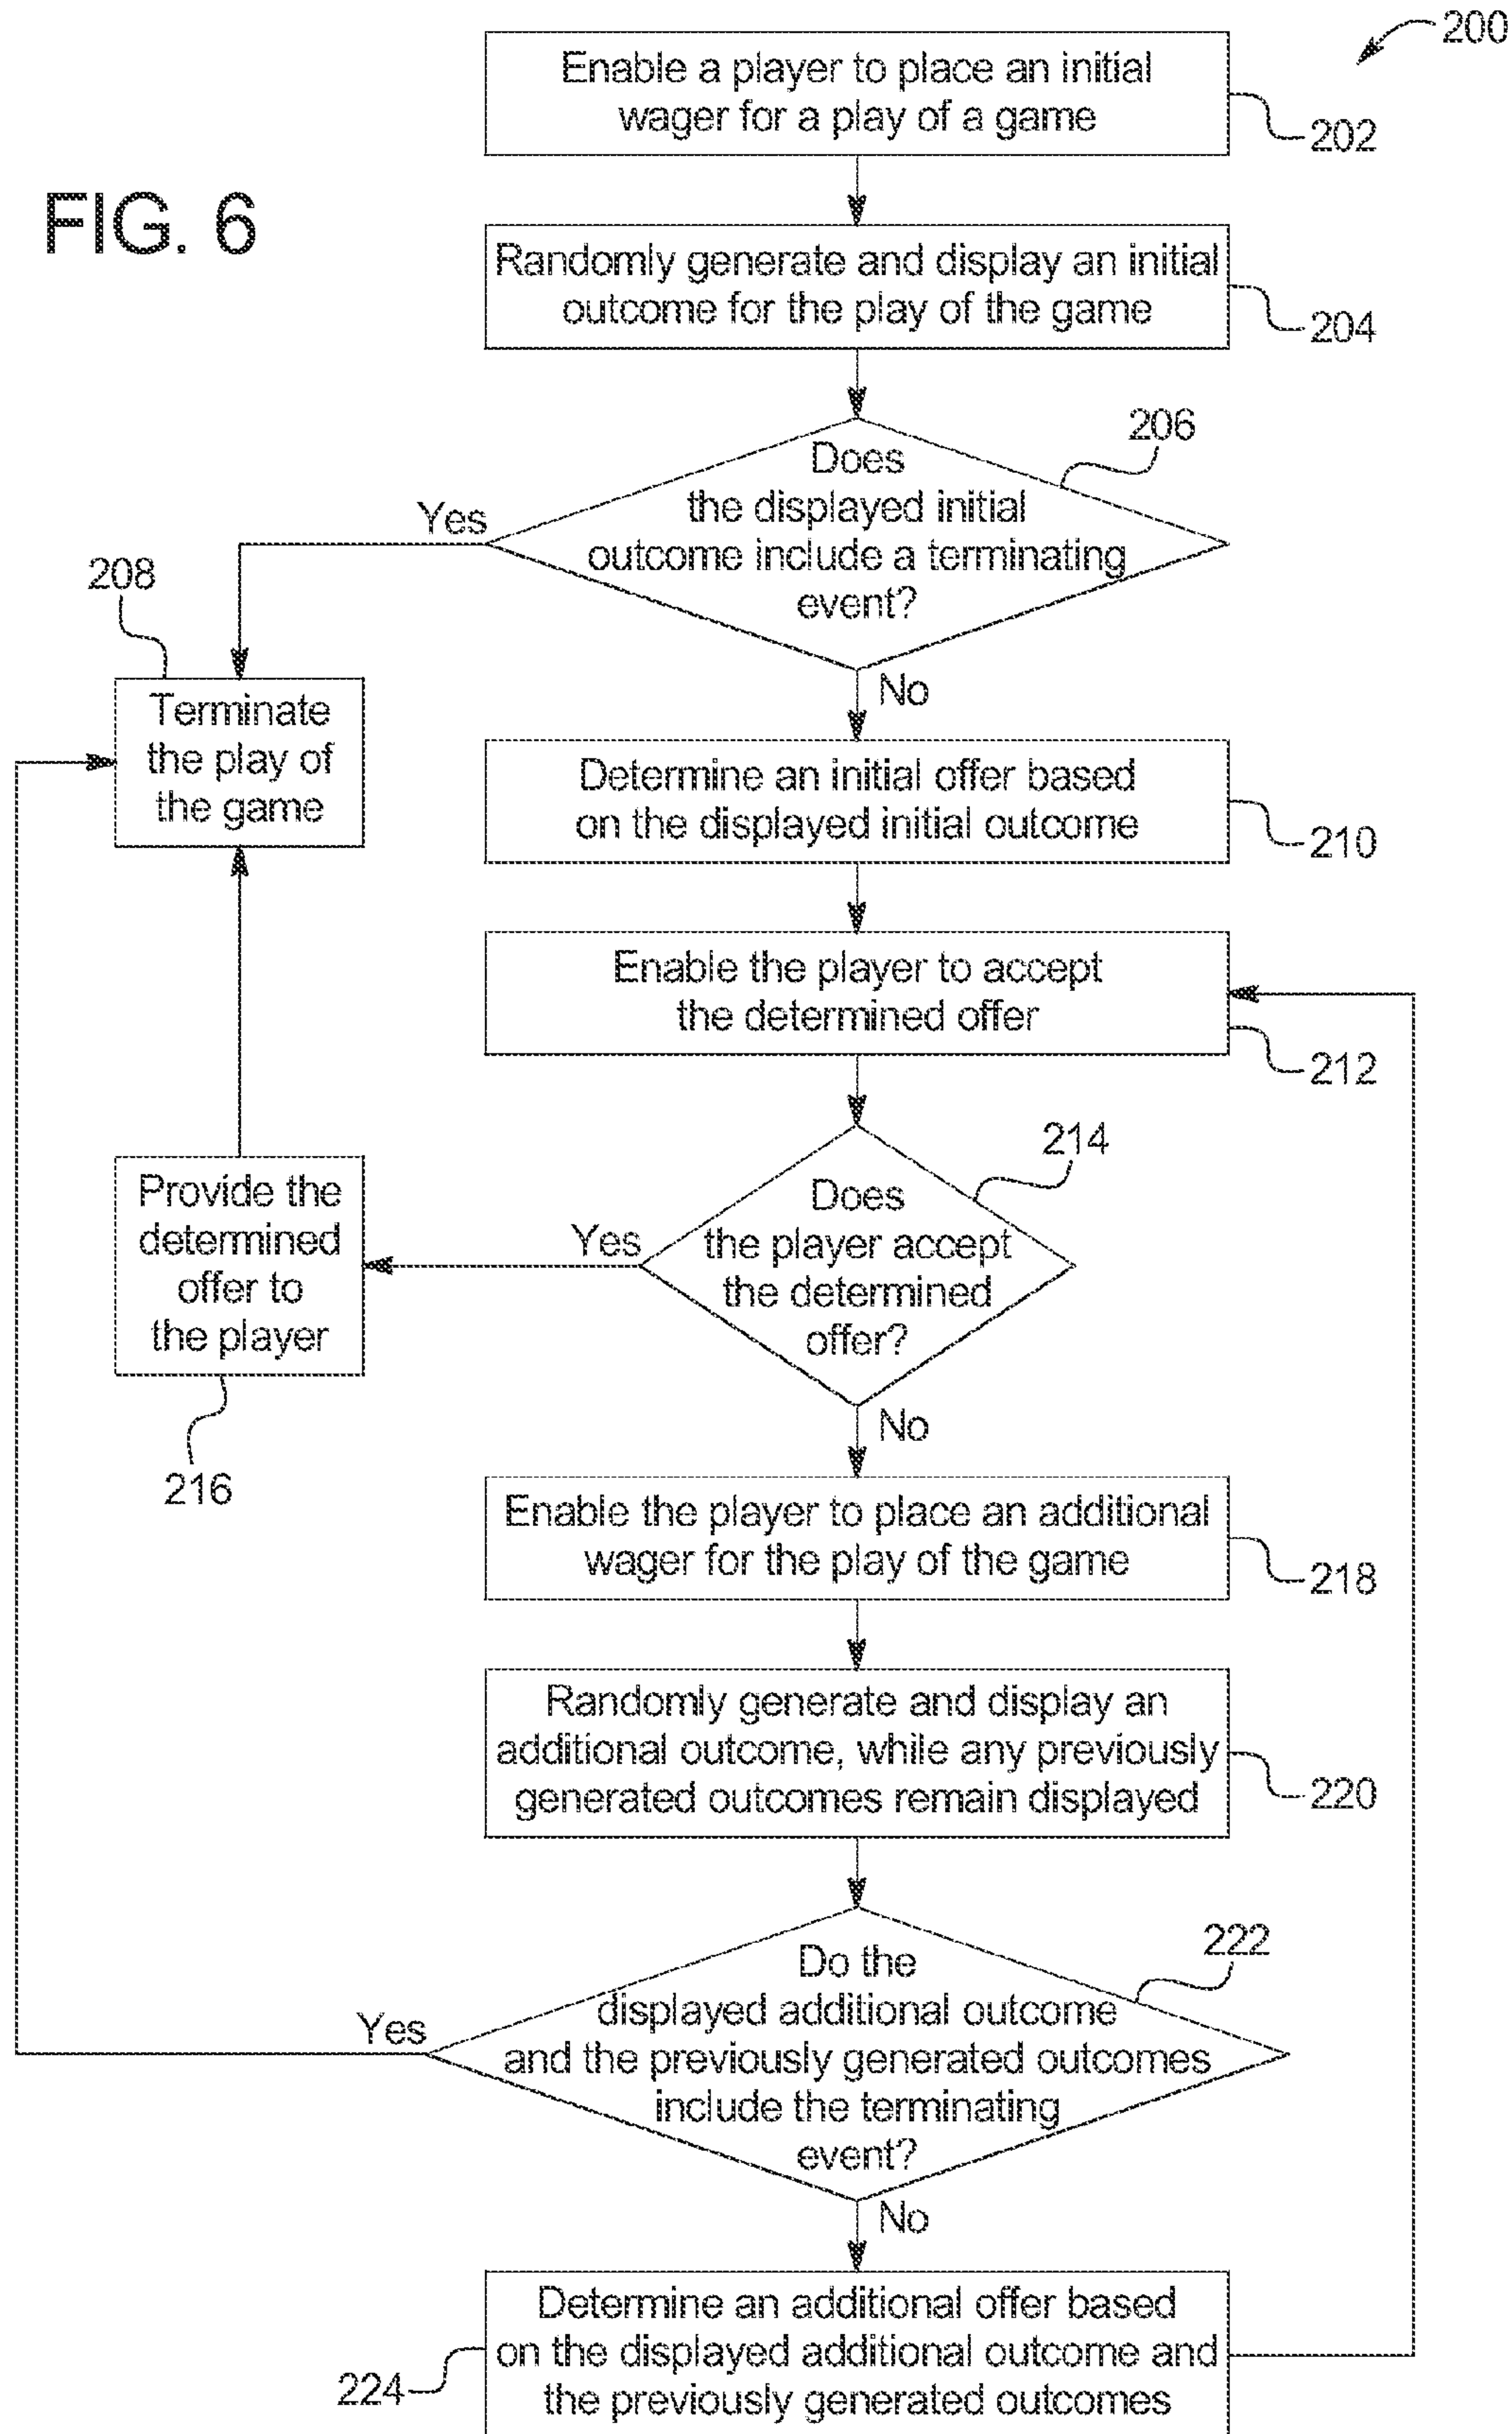 200
Enable a player to place an initial
wager for a play of a game
202
FIG. 6
Randomly generate and display an initial
outcome for the play of the game
204
206
Does
the displayed initial
outcome include a terminating
event?
Yes
No
208
Terminate
the play of
the game
Determine an initial offer based
on the displayed initial outcome
210
Enable the player to accept
the determined offer
212
214
Does
the player accept
the determined
offer?
Yes
No
Provide the
determined
offer to
the player
216
Enable the player to place an additional
wager for the play of the game
218
Randomly generate and display an
additional outcome, while any previously
generated outcomes remain displayed
220
222
Do the
displayed additional outcome
and the previously generated outcomes
include the terminating
event?
Yes
No
Determine an additional offer based
on the displayed additional outcome and
the previously generated outcomes
224